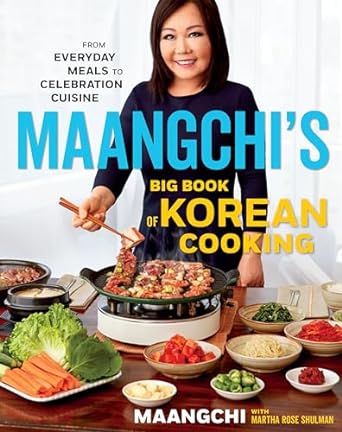 FROM
EVERYDAY
MEALS TO
CELEBRATION
CUISINE
MAANGCHI'S
BIG BOOK
OF KOREAN
COOKING
MAANGCHI WITH
MARTHA ROSE SHULMAN